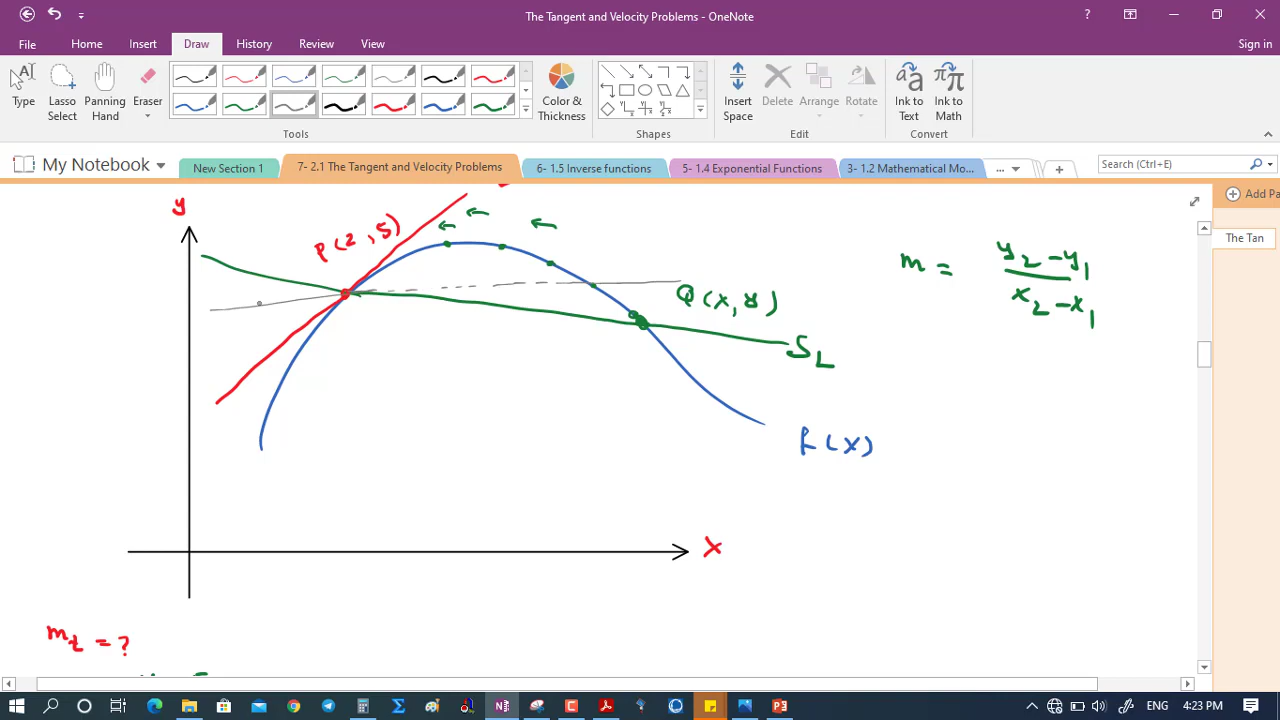 The Tangent and Velocity Problems - OneNote
?
File
Home
Insert
Draw
History
Review
View
Sign in
Type
Lasso Select
Panning Hand
Eraser
Color & Thickness
Insert Space
Delete
Arrange
Rotate
Ink to Text
Ink to Math
Tools
Shapes
Edit
Convert
My Notebook
New Section 1
7- 2.1 The Tangent and Velocity Problems
6- 1.5 Inverse functions
5- 1.4 Exponential Functions
3- 1.2 Mathematical Mo...
...
Search (Ctrl+E)
Add Pa
The Tan
y
P(2,5)
m = y2-y1
x2-x1
Q(x,y)
SL
f(x)
x
mt = ?
4:23 PM